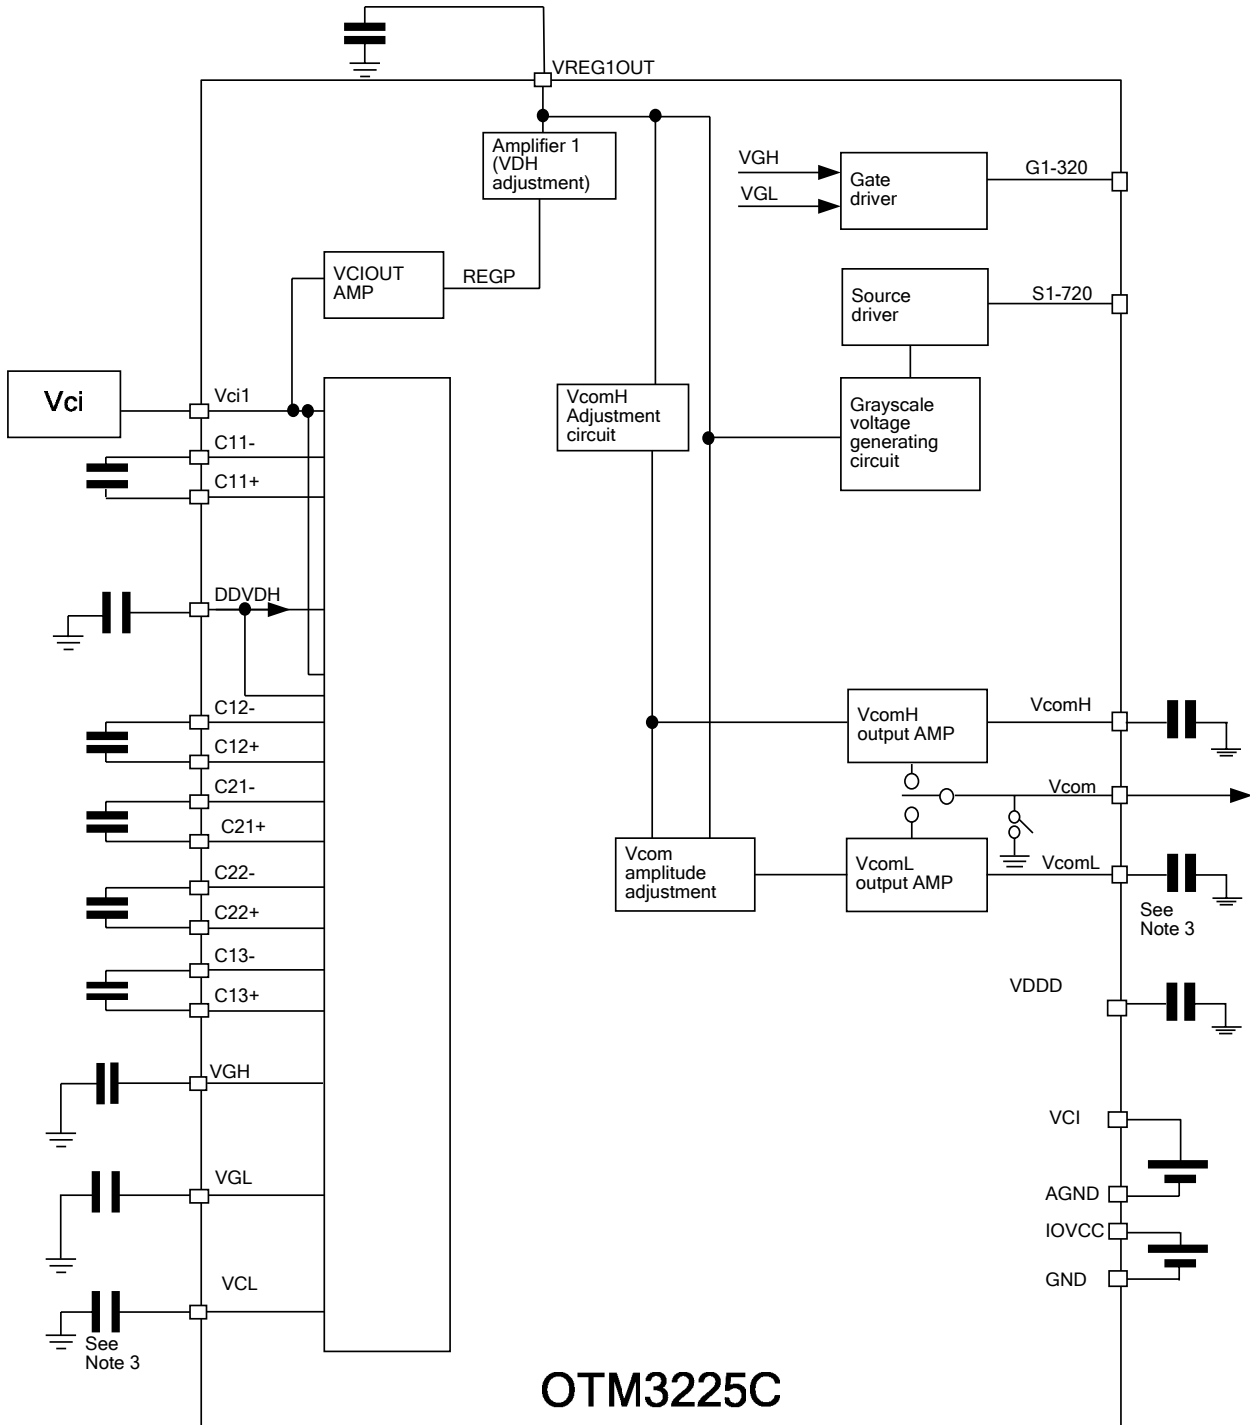 VREG1OUT
Amplifier 1
(VDH
adjustment)
VGH
VGL
Gate
driver
G1-320
VCIOUT
AMP
REGP
Source
driver
S1-720
Vci
Vci1
C11-
C11+
VcomH
Adjustment
circuit
Grayscale
voltage
generating
circuit
DDVDH
C12-
C12+
C21-
C21+
C22-
C22+
C13-
C13+
VGH
VGL
VCL
See
Note 3
VcomH
output AMP
VcomH
Vcom
Vcom
amplitude
adjustment
VcomL
output AMP
VcomL
See
Note 3
VDDD
VCI
AGND
IOVCC
GND
OTM3225C